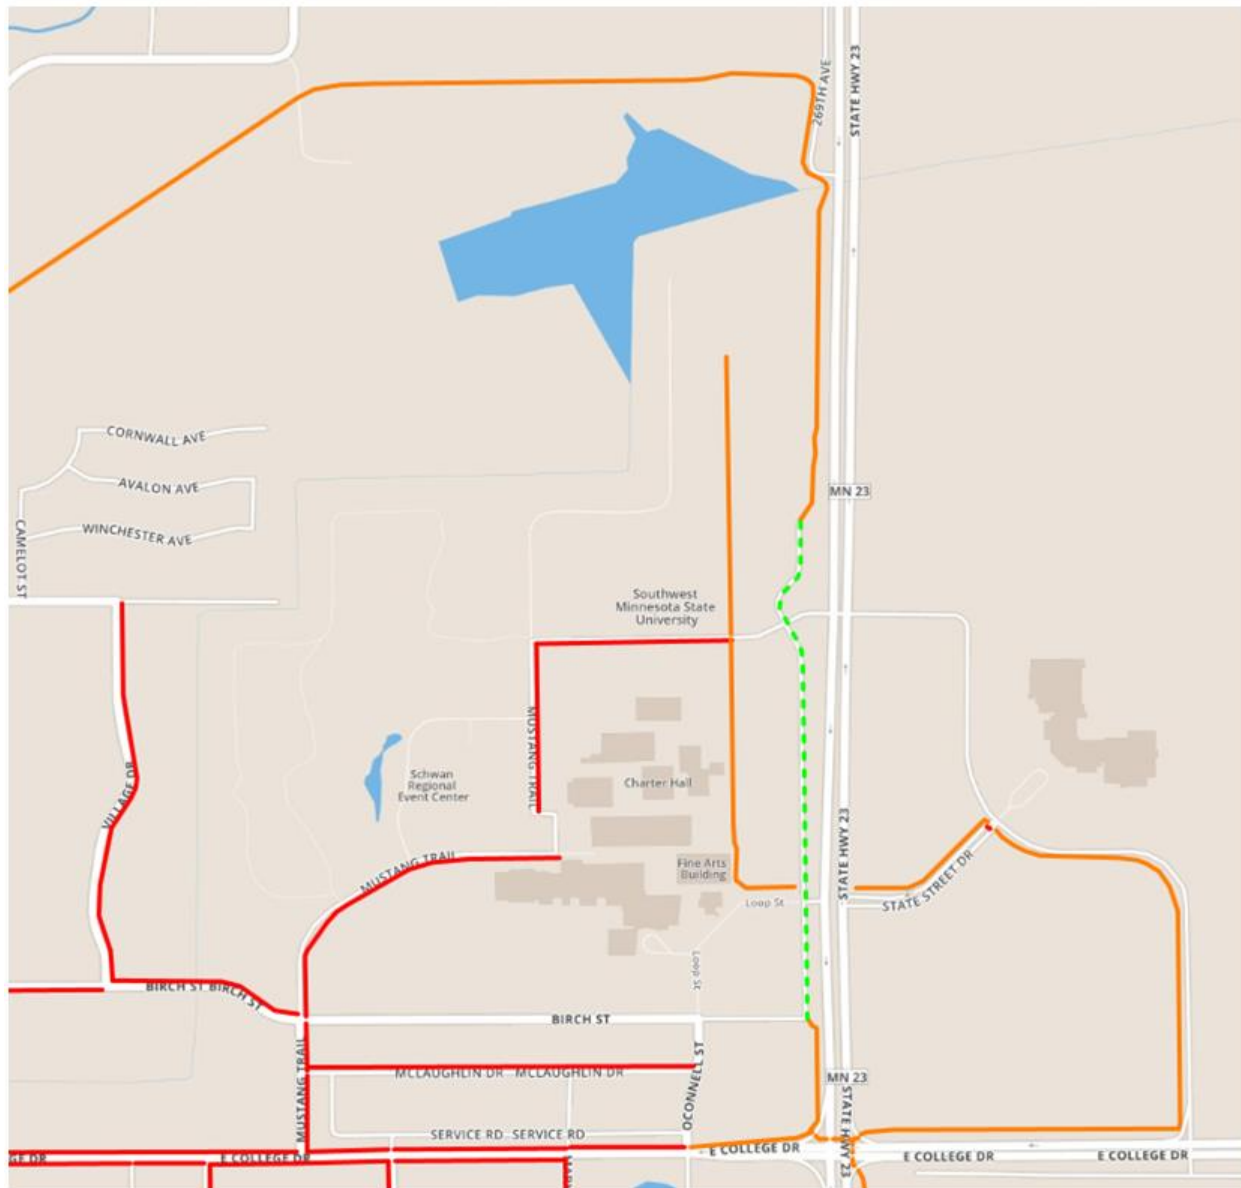 269TH AVE
STATE HWY 23
CORNWALL AVE
AVALON AVE
WINCHESTER AVE
CAMELOT ST
MN 23
Southwest
Minnesota State
University
MUSTANG TRAIL
Schwan
Regional
Event Center
Charter Hall
VILLAGE DR
STATE HWY 23
MUSTANG TRAIL
Fine Arts
Building
Loop St
STATE STREET DR
Loop St
BIRCH ST BIRCH ST
BIRCH ST
MUSTANG TRAIL
MCLAUGHLIN DR MCLAUGHLIN DR
OCONNELL ST
MN 23
STATE HWY 23
SERVICE RD SERVICE RD
GE DR
E COLLEGE DR
E COLLEGE DR
E COLLEGE DR
E COLLEGE DR